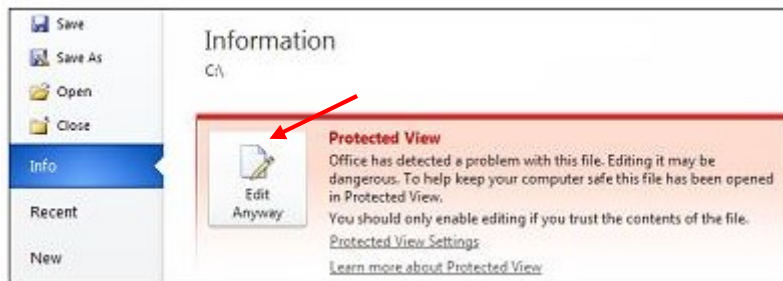 Save
Save As
Open
Close
Info
Recent
New
Information
C:\
Edit
Anyway
Protected View
Office has detected a problem with this file. Editing it may be
dangerous. To help keep your computer safe this file has been opened
in Protected View.
You should only enable editing if you trust the contents of the file.
Protected View Settings
Learn more about Protected View